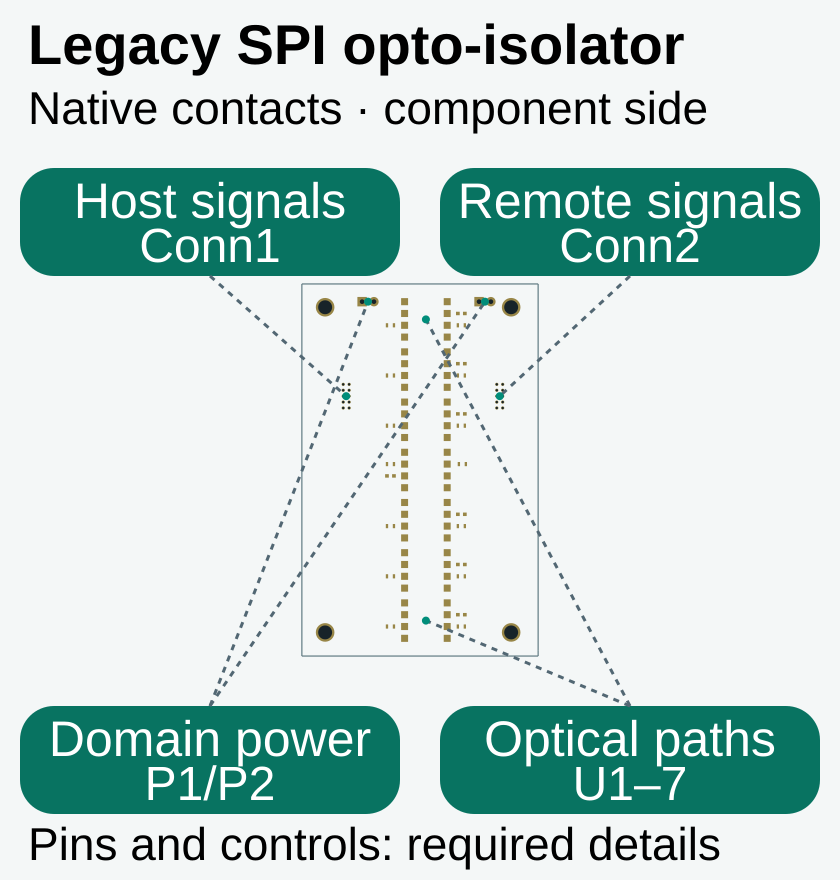 Legacy SPI opto-isolator
Native contacts · component side
Host signals
Conn1
Remote signals
Conn2
Domain power
P1/P2
Optical paths
U1–7
Pins and controls: required details